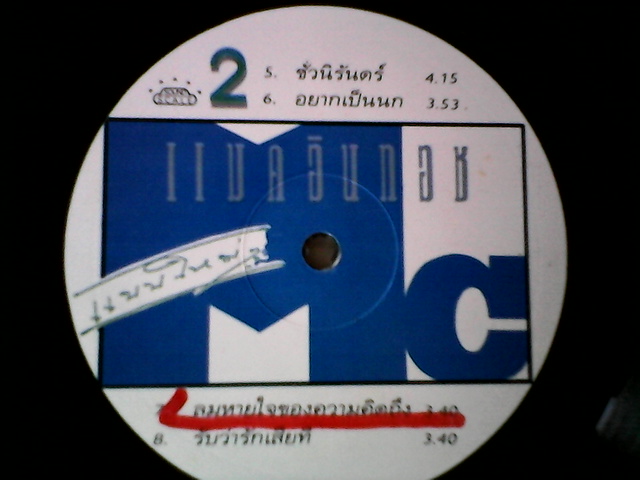 2
5. ชั่วนิรันดร์ 4.15
6. อยากเป็นนก 3.53
แมคอินทอช
แบบใหม่
Mc
7. ลมหายใจของความคิดถึง 3.40
8. รับว่ารักเสียที 3.40